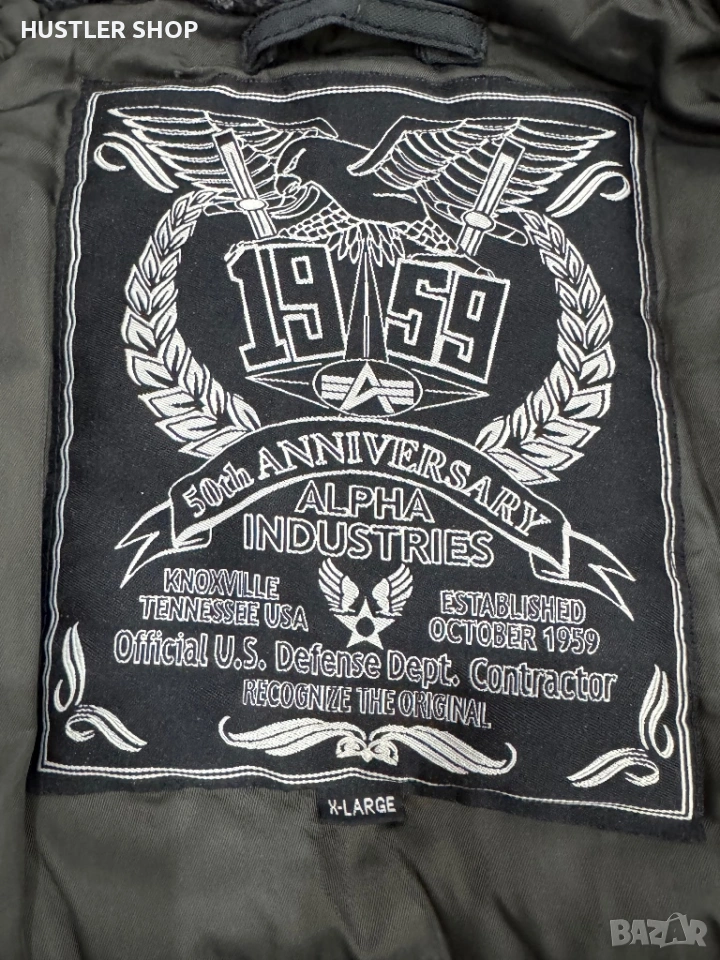 HUSTLER SHOP
1959
50th ANNIVERSARY
ALPHA
INDUSTRIES
KNOXVILLE
TENNESSEE USA
ESTABLISHED
OCTOBER 1959
Official U.S. Defense Dept. Contractor
RECOGNIZE THE ORIGINAL
X-LARGE
BAZAR